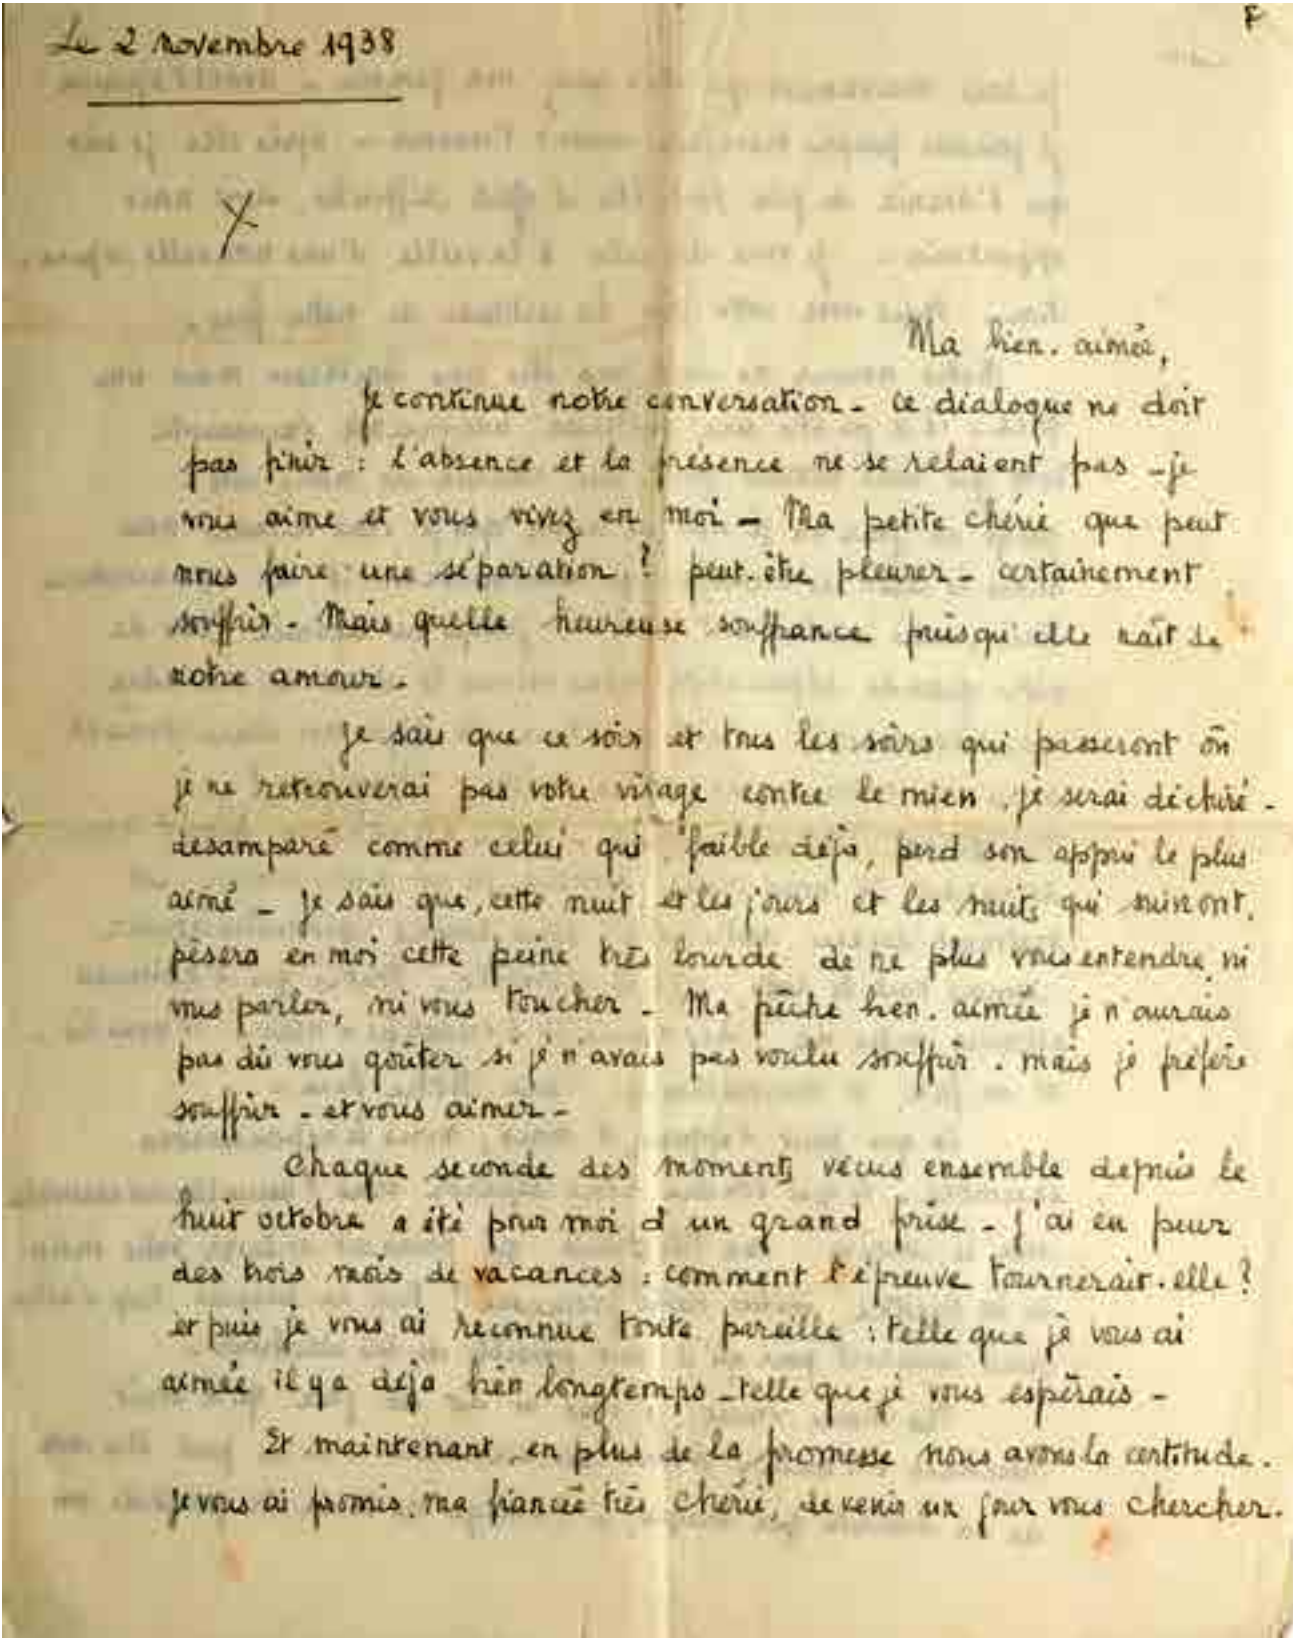 Le 2 novembre 1938
Ma bien-aimée,
Je continue notre conversation - ce dialogue ne doit
pas finir : l'absence et la présence ne se relaient pas - je
vous aime et vous vivez en moi - Ma petite chérie que peut
nous faire une séparation ? peut-être pleurer - certainement
souffrir - Mais quelle heureuse souffrance puisqu'elle naît de
notre amour -
Je sais que ce soir et tous les soirs qui passeront où
je ne retrouverai pas votre visage contre le mien, je serai déchiré -
désamparé comme celui qui, faible déjà, perd son appui le plus
aimé - Je sais que, cette nuit et les jours et les nuits qui suivront,
pèsera en moi cette peine très lourde de ne plus vous entendre, ni
vous parler, ni vous toucher - Ma pêche bien-aimée je n'aurais
pas dû vous goûter si je n'avais pas voulu souffrir. mais je préfère
souffrir - et vous aimer -
Chaque seconde des moments vécus ensemble depuis le
huit octobre a été pour moi d'un grand prise - J'ai eu peur
des trois mois de vacances : comment l'épreuve tournerait-elle ?
et puis je vous ai reconnue toute pareille : telle que je vous ai
aimée il y a déjà bien longtemps - telle que je vous espérais -
Et maintenant, en plus de la promesse nous avons la certitude.
Je vous ai promis, ma fiancée très chérie, de venir un jour vous chercher.